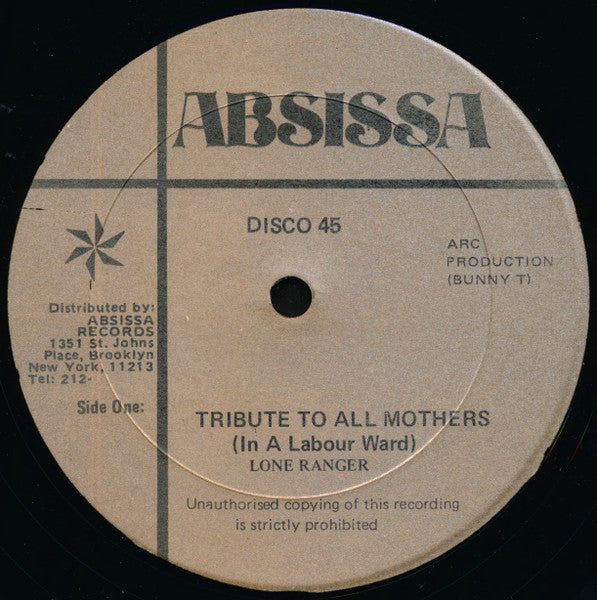 ABSISSA
DISCO 45
ARC
PRODUCTION
(BUNNY T)
Distributed by:
ABSISSA
RECORDS
1351 St. Johns
Place, Brooklyn
New York, 11213
Tel: 212-
Side One:
TRIBUTE TO ALL MOTHERS
(In A Labour Ward)
LONE RANGER
Unauthorised copying of this recording
is strictly prohibited